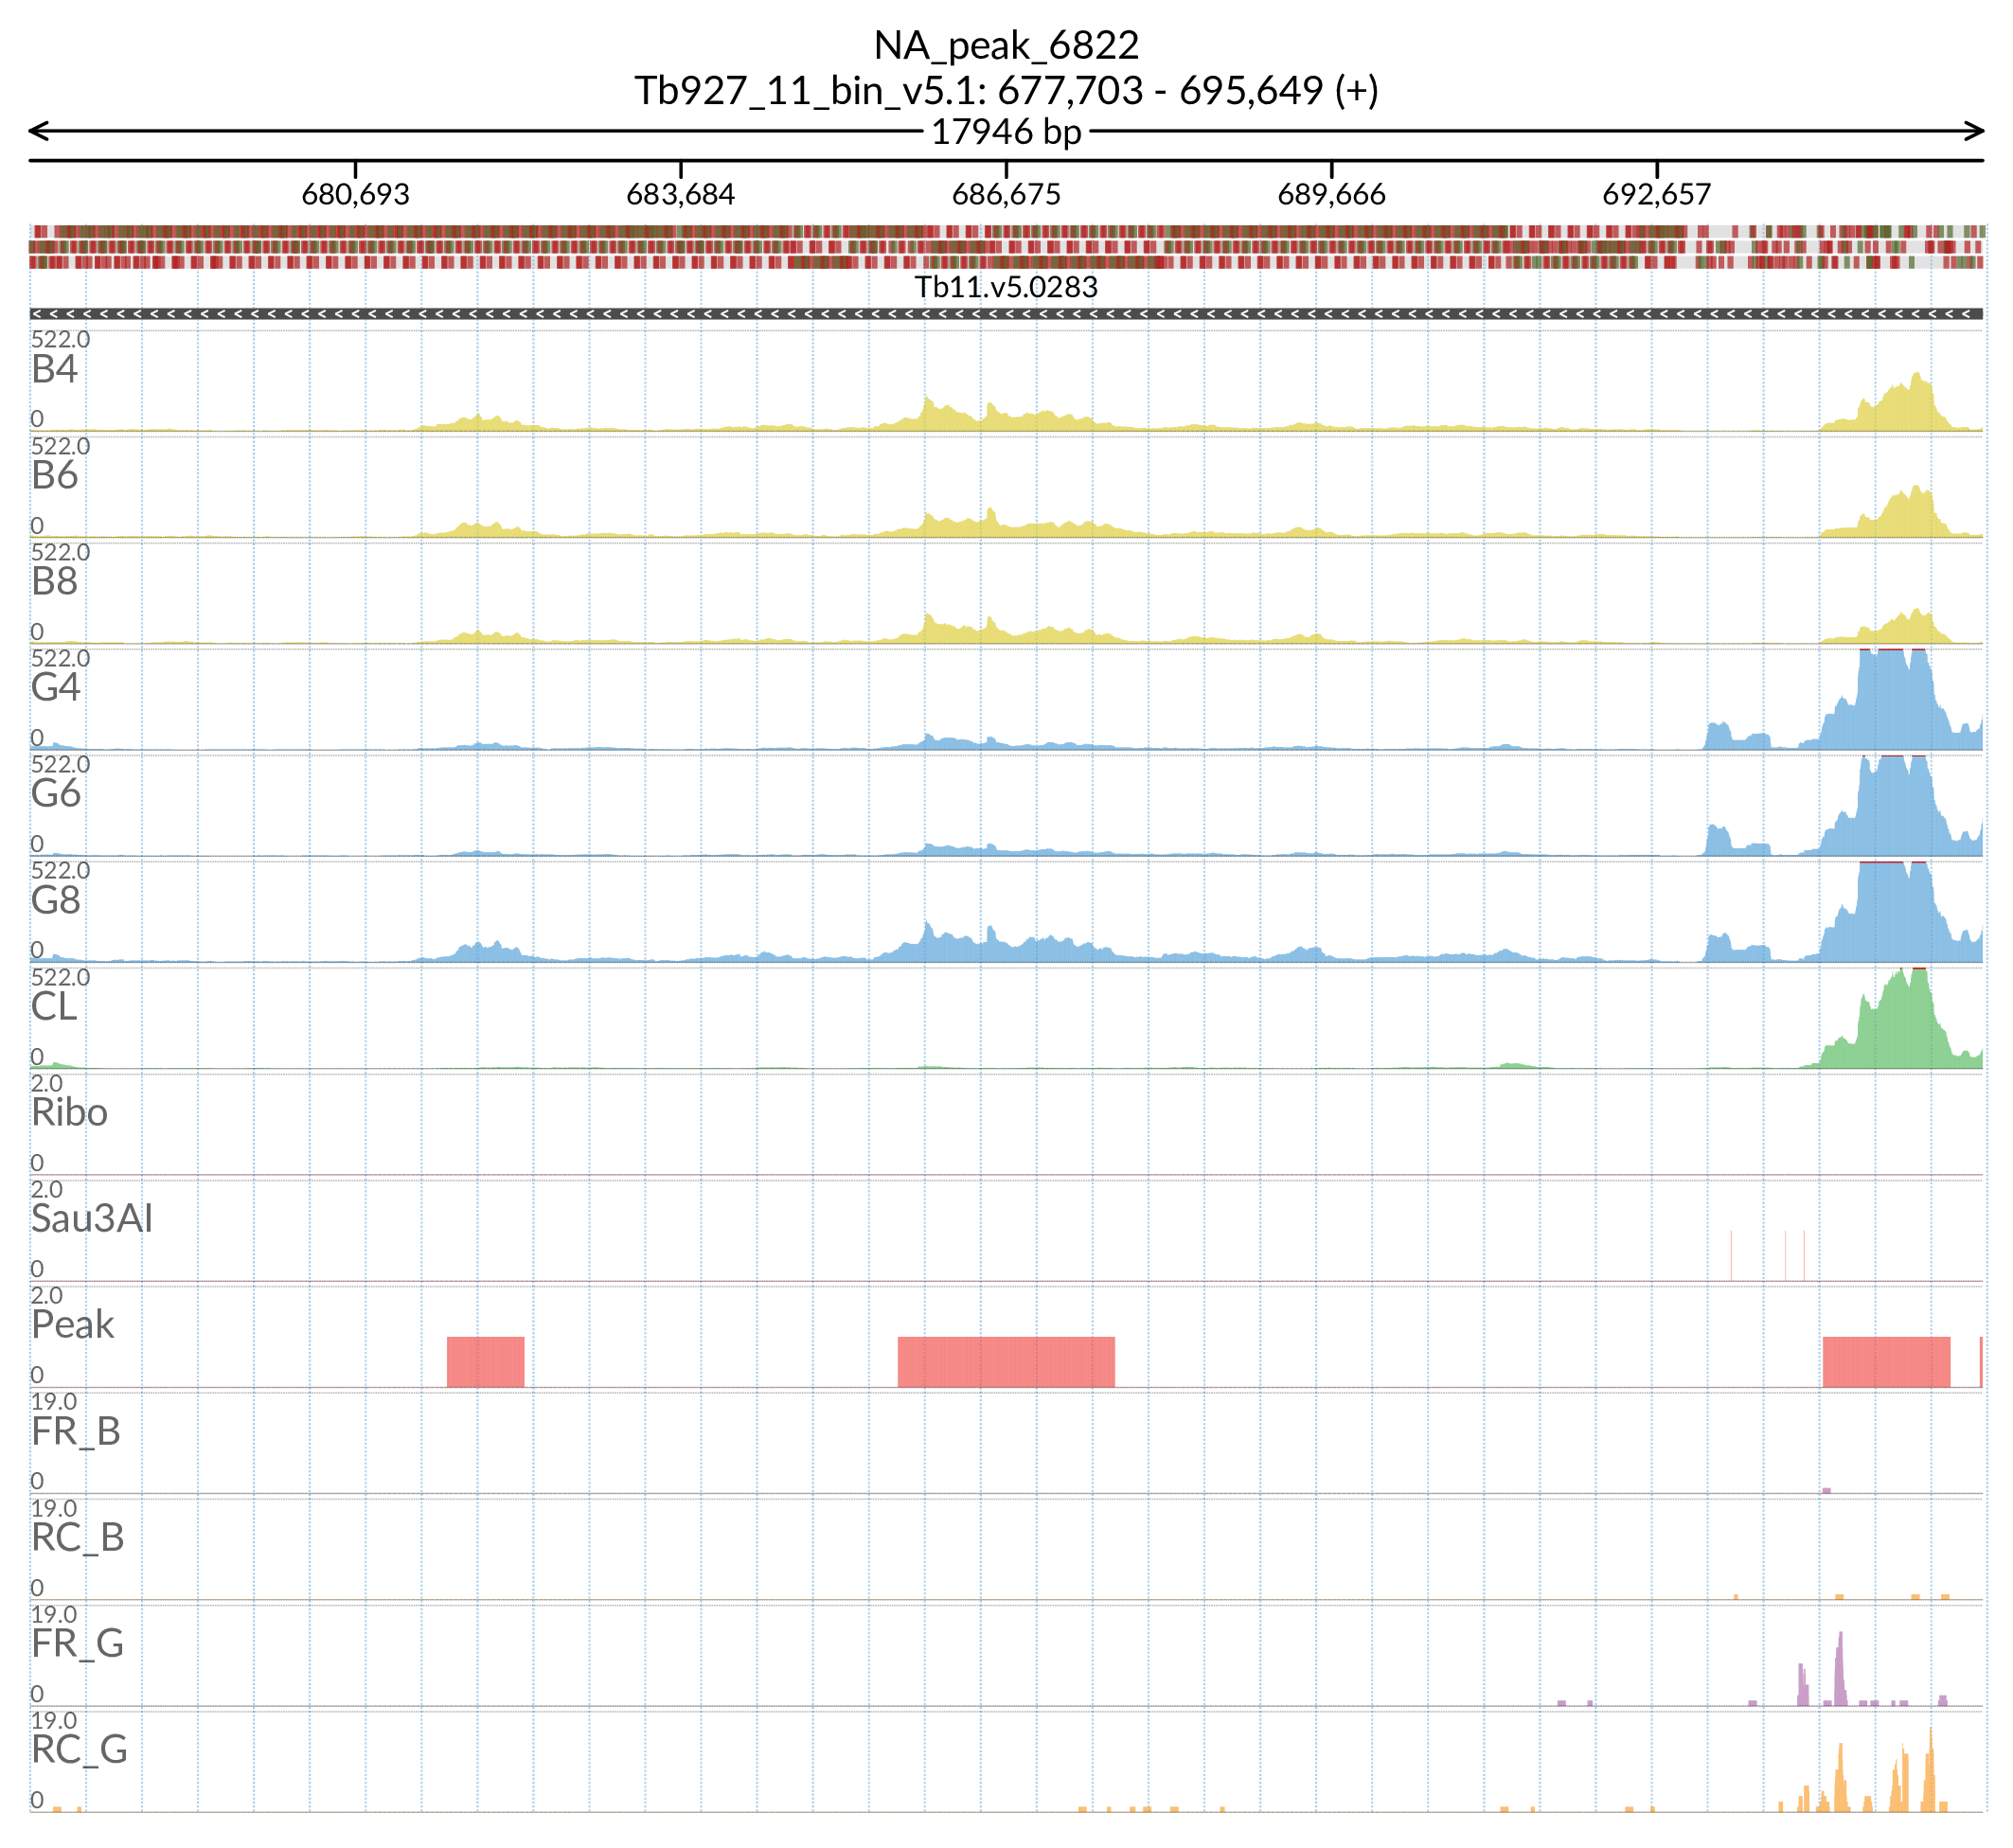 NA_peak_6822
Tb927_11_bin_v5.1: 677,703 - 695,649 (+)
17946 bp
680,693 683,684 686,675 689,666 692,657
Tb11.v5.0283
522.0
B4
0
522.0
B6
0
522.0
B8
0
522.0
G4
0
522.0
G6
0
522.0
G8
0
522.0
CL
0
2.0
Ribo
0
2.0
Sau3AI
0
2.0
Peak
0
19.0
FR_B
0
19.0
RC_B
0
19.0
FR_G
0
19.0
RC_G
0